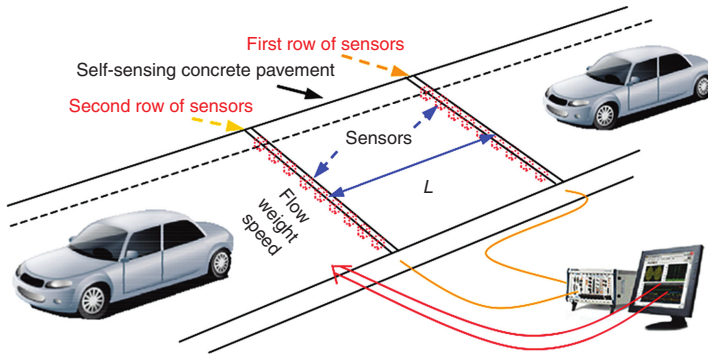 First row of sensors
Self-sensing concrete pavement
Second row of sensors
Sensors
L
Flow
weight
speed